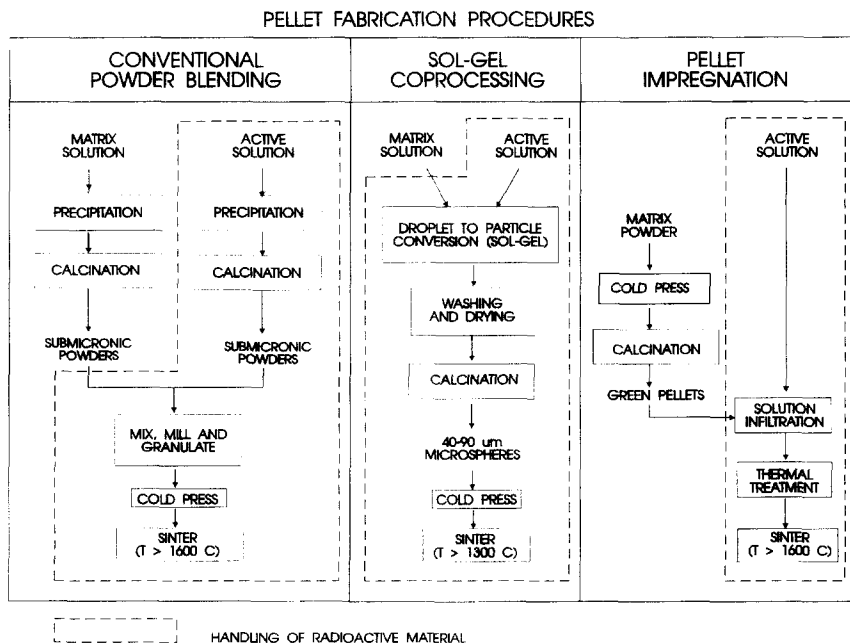 PELLET FABRICATION PROCEDURES
CONVENTIONAL
POWDER BLENDING
MATRIX
SOLUTION
ACTIVE
SOLUTION
PRECIPITATION
PRECIPITATION
CALCINATION
CALCINATION
SUBMICRONIC
POWDERS
SUBMICRONIC
POWDERS
MIX, MILL AND
GRANULATE
COLD PRESS
SINTER
(T > 1600 C)
SOL-GEL
COPROCESSING
MATRIX
SOLUTION
ACTIVE
SOLUTION
DROPLET TO PARTICLE
CONVERSION (SOL-GEL)
WASHING
AND DRYING
CALCINATION
40-90 um
MICROSPHERES
COLD PRESS
SINTER
(T > 1300 C)
PELLET
IMPREGNATION
ACTIVE
SOLUTION
MATRIX
POWDER
COLD PRESS
CALCINATION
GREEN PELLETS
SOLUTION
INFILTRATION
THERMAL
TREATMENT
SINTER
(T > 1600 C)
HANDLING OF RADIOACTIVE MATERIAL